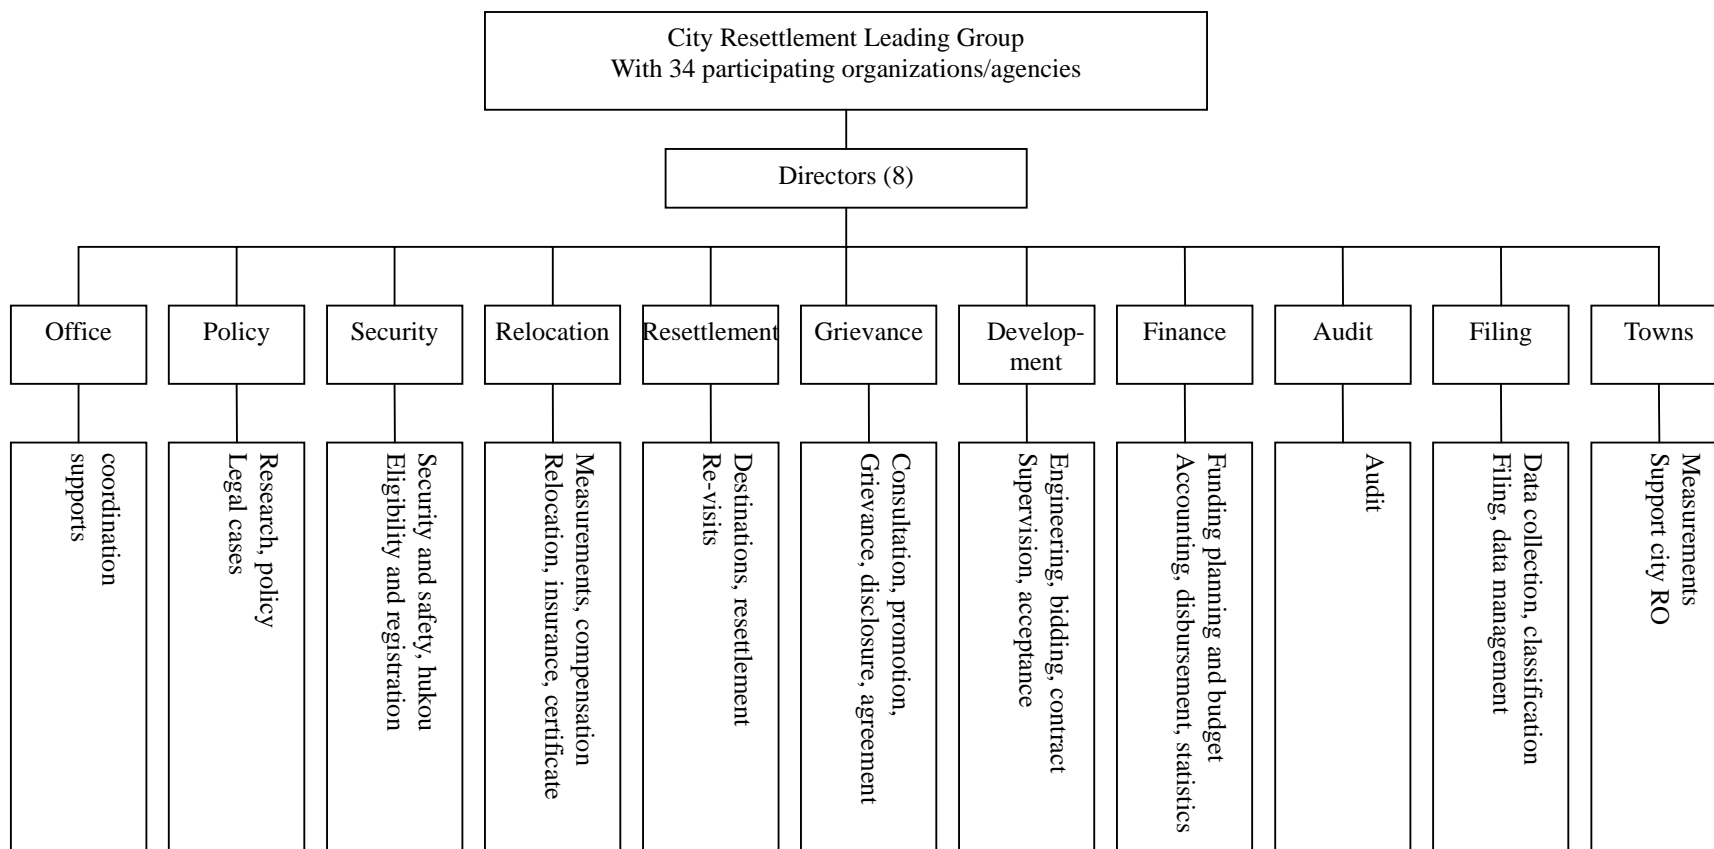 City Resettlement Leading Group
With 34 participating organizations/agencies
Directors (8)
Office
Policy
Security
Relocation
Resettlement
Grievance
Develop-
ment
Finance
Audit
Filing
Towns
coordination
supports
Research, policy
Legal cases
Security and safety, hukou
Eligibility and registration
Measurements, compensation
Relocation, insurance, certificate
Destinations, resettlement
Re-visits
Consultation, promotion,
Grievance, disclosure, agreement
Engineering, bidding, contract
Supervision, acceptance
Funding planning and budget
Accounting, disbursement, statistics
Audit
Data collection, classification
Filing, data management
Measurements
Support city RO